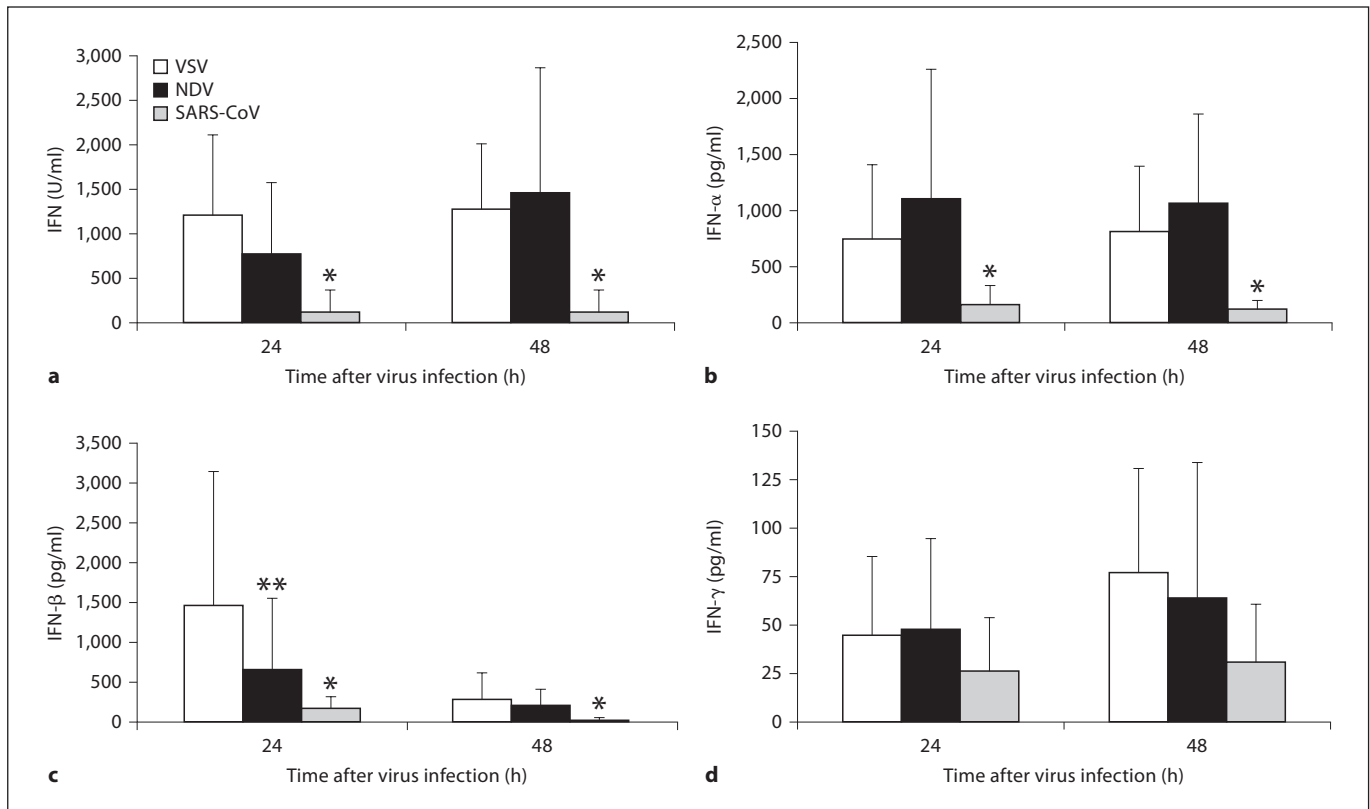 3,000
2,500
2,000
1,500
1,000
500
0
IFN (U/ml)
VSV
NDV
SARS-CoV
*
*
24
48
Time after virus infection (h)
a
2,500
2,000
1,500
1,000
500
0
IFN-α (pg/ml)
*
*
24
48
Time after virus infection (h)
b
3,500
3,000
2,500
2,000
1,500
1,000
500
0
IFN-β (pg/ml)
**
*
*
24
48
Time after virus infection (h)
c
150
125
100
75
50
25
0
IFN-γ (pg/ml)
24
48
Time after virus infection (h)
d